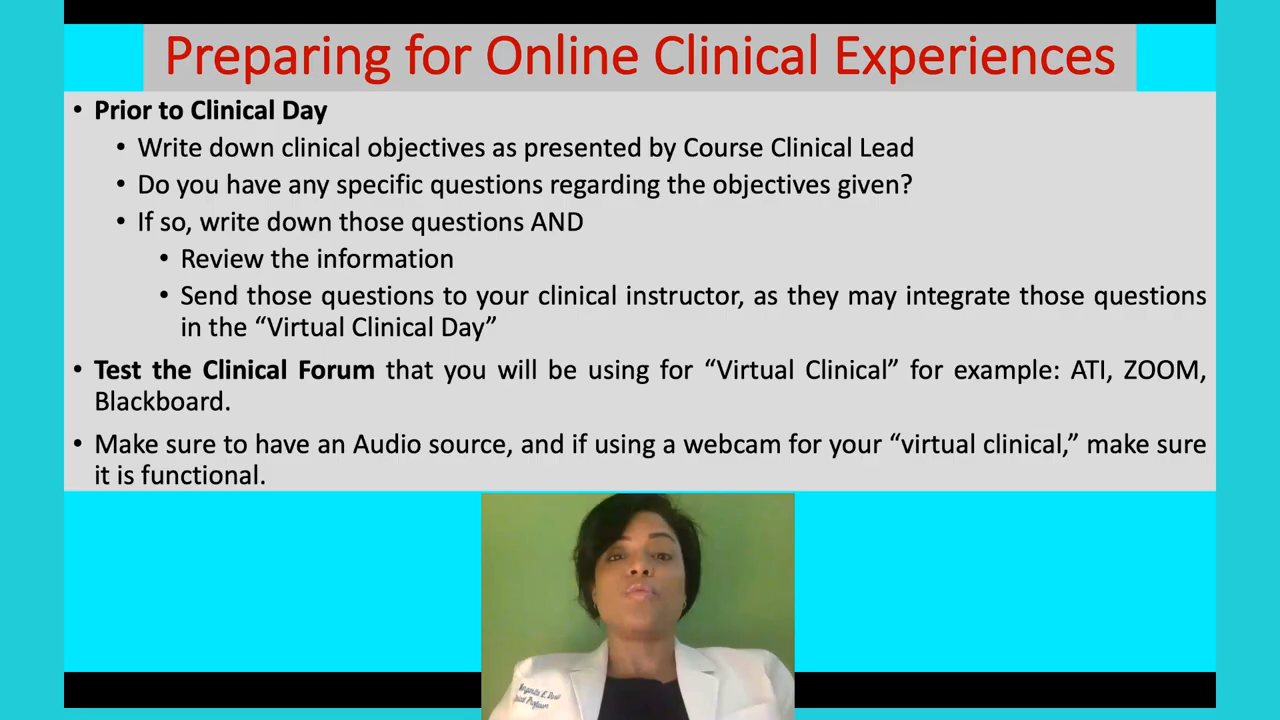 Preparing for Online Clinical Experiences
• Prior to Clinical Day
• Write down clinical objectives as presented by Course Clinical Lead
• Do you have any specific questions regarding the objectives given?
• If so, write down those questions AND
• Review the information
• Send those questions to your clinical instructor, as they may integrate those questions
in the “Virtual Clinical Day”
• Test the Clinical Forum that you will be using for “Virtual Clinical” for example: ATI, ZOOM,
Blackboard.
• Make sure to have an Audio source, and if using a webcam for your “virtual clinical,” make sure
it is functional.
Professor